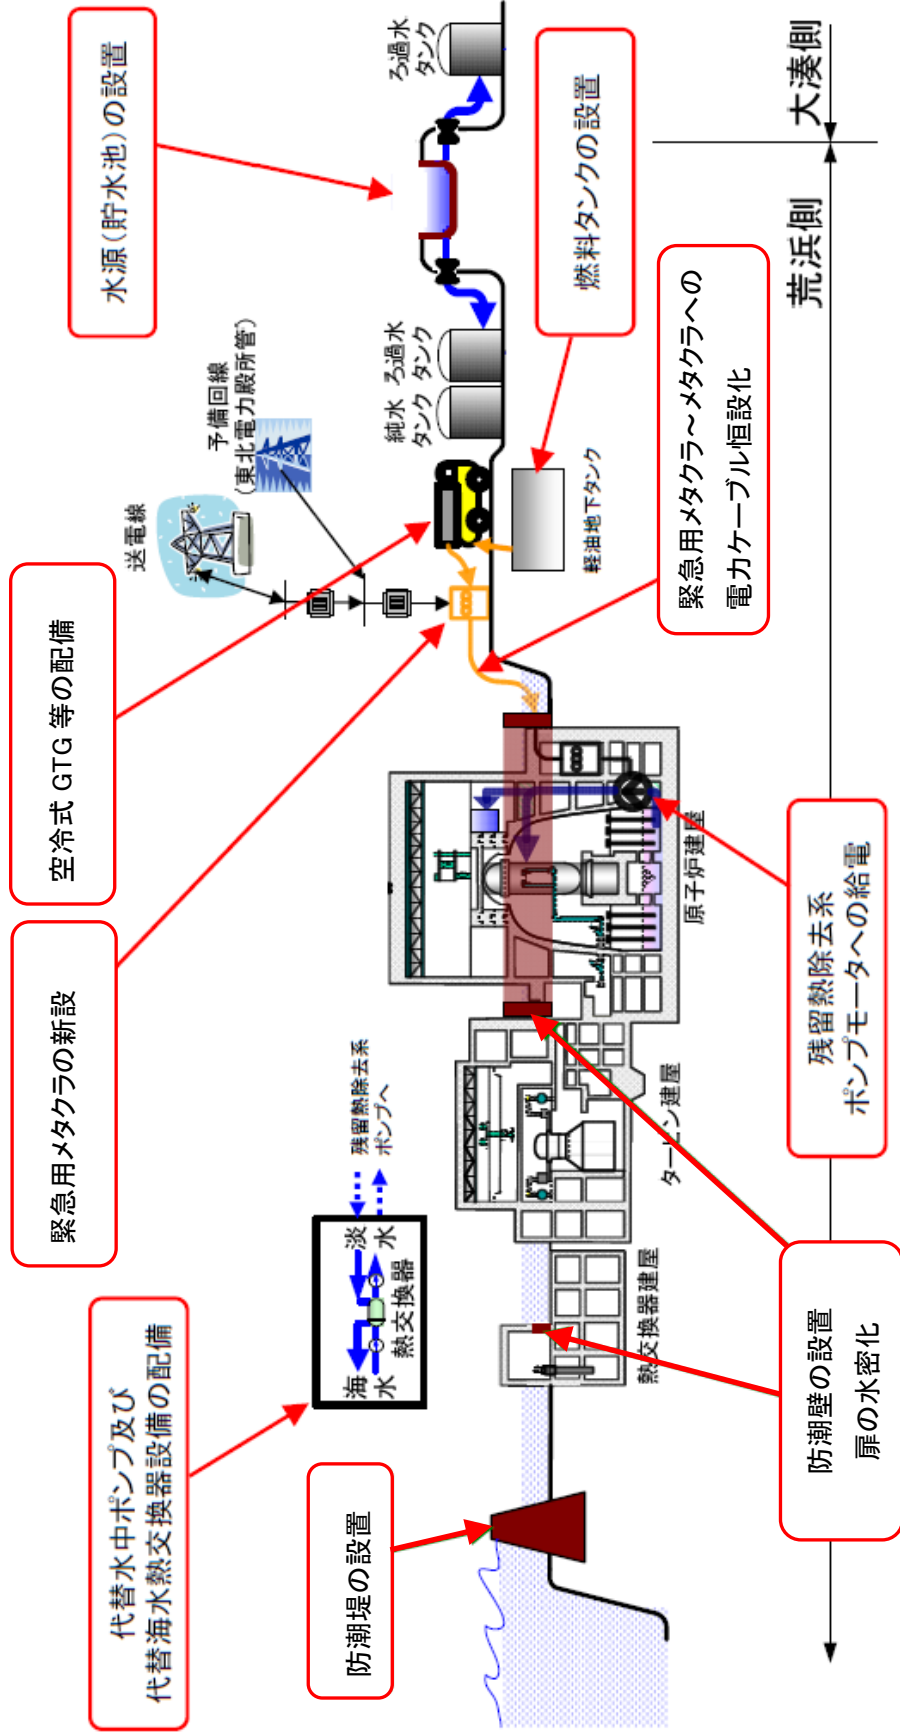 代替水中ポンプ及び
代替海水熱交換器設備の配備
緊急用メタクラの新設
空冷式 GTG 等の配備
水源(貯水池)の設置
送電線
予備回線
(東北電力殿所管)
残留熱除去系
ポンプへ
海水
淡水
熱交換器
純水
タンク
ろ過水
タンク
ろ過水
タンク
防潮堤の設置
軽油地下タンク
燃料タンクの設置
熱交換器建屋
タービン建屋
原子炉建屋
緊急用メタクラ～メタクラへの
電力ケーブル恒設化
防潮壁の設置
扉の水密化
残留熱除去系
ポンプモータへの給電
荒浜側
大湊側